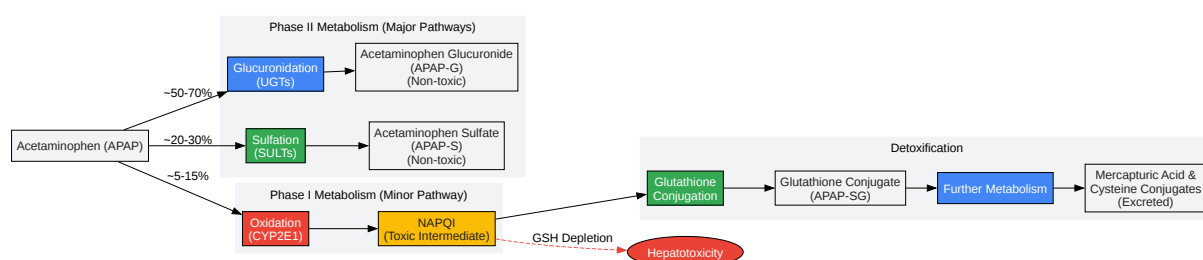 Phase II Metabolism (Major Pathways)
Glucuronidation
(UGTs)
Acetaminophen Glucuronide
(APAP-G)
(Non-toxic)
~50-70%
Sulfation
(SULTs)
Acetaminophen Sulfate
(APAP-S)
(Non-toxic)
Acetaminophen (APAP)
~20-30%
~5-15%
Phase I Metabolism (Minor Pathway)
Oxidation
(CYP2E1)
NAPQI
(Toxic Intermediate)
GSH Depletion
Hepatotoxicity
Detoxification
Glutathione
Conjugation
Glutathione Conjugate
(APAP-SG)
Further Metabolism
Mercapturic Acid &
Cysteine Conjugates
(Excreted)